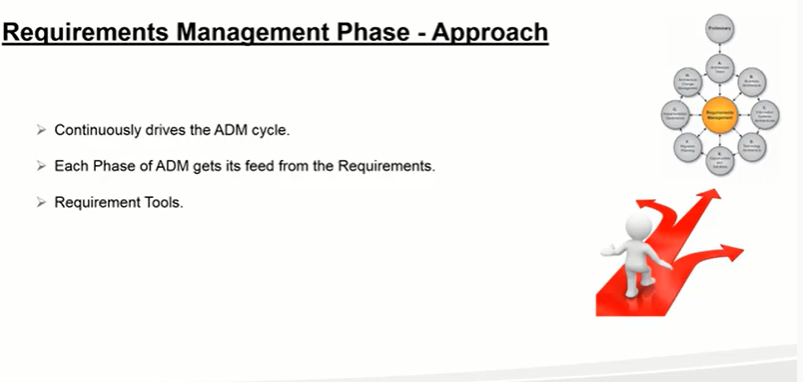 Requirements Management Phase - Approach
Continuously drives the ADM cycle.
Each Phase of ADM gets its feed from the Requirements.
Requirement Tools.
Preliminary
Requirements
Management